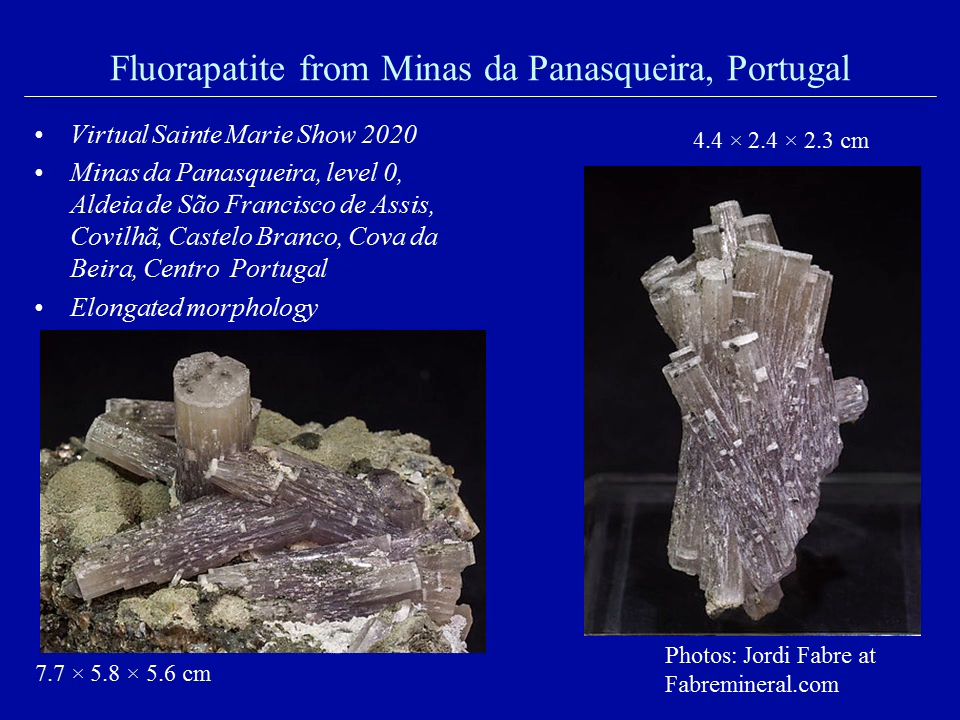 Fluorapatite from Minas da Panasqueira, Portugal
• Virtual Sainte Marie Show 2020
• Minas da Panasqueira, level 0,
Aldeia de São Francisco de Assis,
Covilhã, Castelo Branco, Cova da
Beira, Centro Portugal
• Elongated morphology
7.7 × 5.8 × 5.6 cm
4.4 × 2.4 × 2.3 cm
Photos: Jordi Fabre at
Fabremineral.com